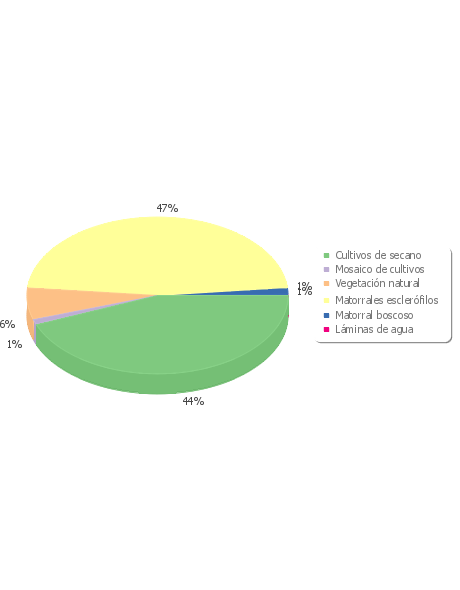 47%
1%
1%
6%
1%
44%
Cultivos de secano
Mosaico de cultivos
Vegetación natural
Matorrales esclerófilos
Matorral boscoso
Láminas de agua